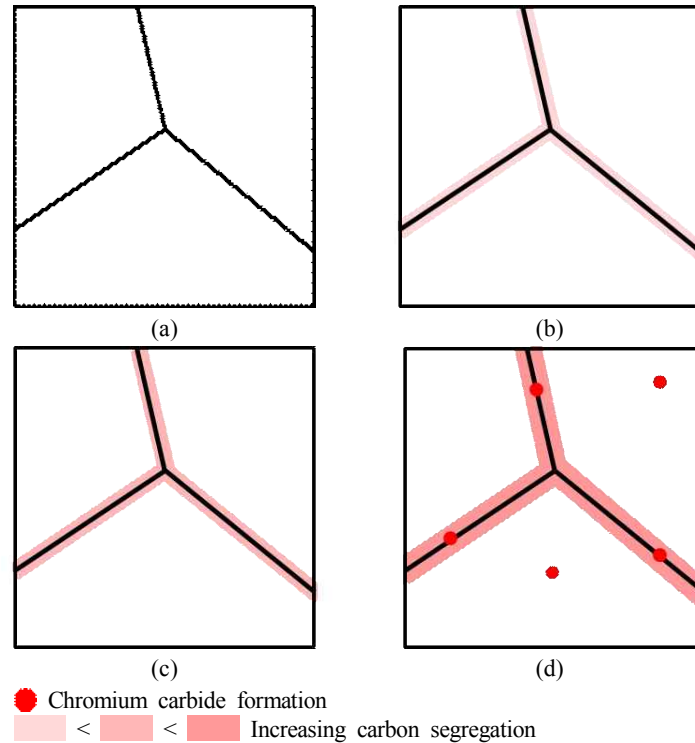 (a)
(b)
(c)
(d)
Chromium carbide formation
< < Increasing carbon segregation